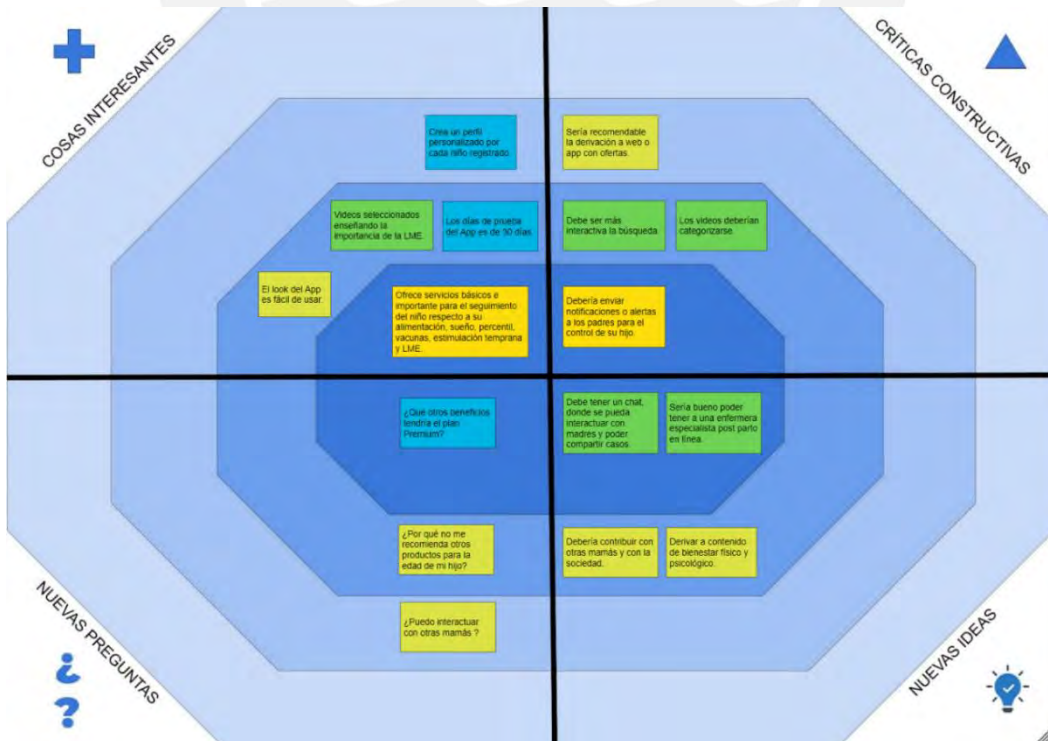 COSAS INTERESANTES
CRÍTICAS CONSTRUCTIVAS
Crea un perfil
personalizado por
cada niño registrado.
Sería recomendable
la derivación a web o
app con ofertas.
Videos seleccionados
enseñando la
importancia de la LME.
Los días de prueba
del App es de 30 días.
Debe ser más
interactiva la búsqueda.
Los videos deberían
categorizarse.
El look del App
es fácil de usar.
Ofrece servicios básicos e
importante para el seguimiento
del niño respecto a su
alimentación, sueño, percentil,
vacunas, estimulación temprana
y LME.
Debería enviar
notificaciones o alertas
a los padres para el
control de su hijo.
¿Qué otros beneficios
tendría el plan
Premium?
Debe tener un chat,
donde se pueda
interactuar con
madres y poder
compartir casos.
Sería bueno poder
tener a una enfermera
especialista post parto
en línea.
¿Por qué no me
recomienda otros
productos para la
edad de mi hijo?
Debería contribuir con
otras mamás y con la
sociedad.
Derivar a contenido
de bienestar físico y
psicológico.
¿Puedo interactuar
con otras mamás ?
NUEVAS PREGUNTAS
¿
?
NUEVAS IDEAS